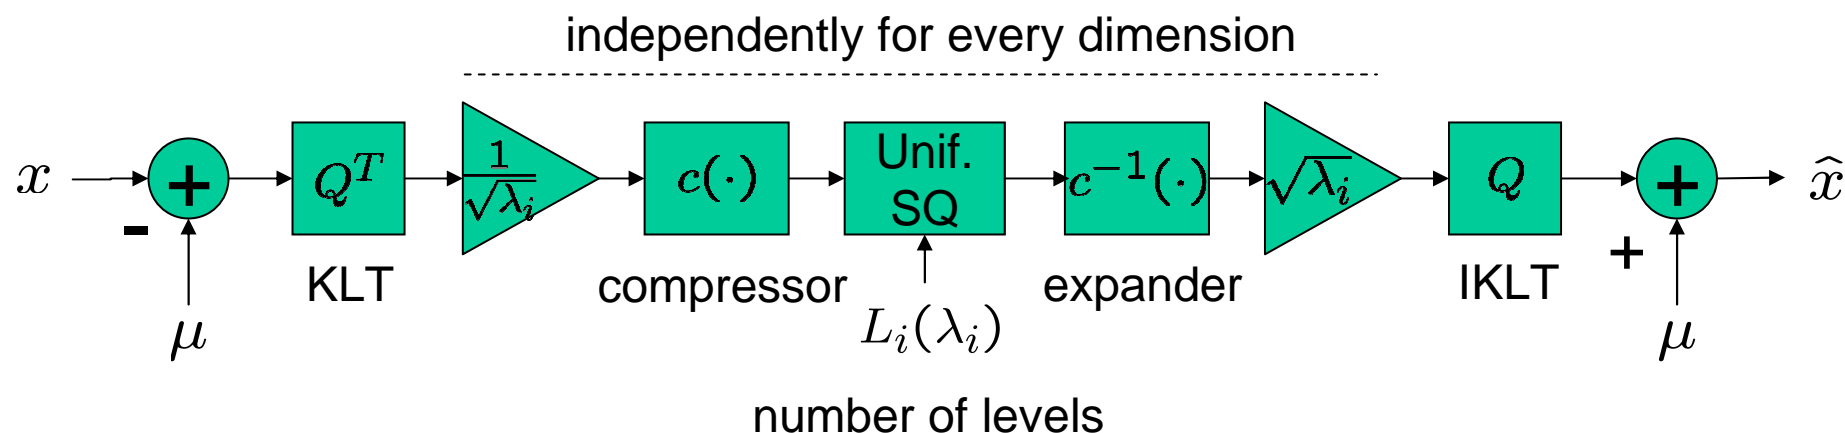 independently for every dimension
x + - μ Q^T 1/√λ_i c(·) Unif. SQ c^{-1}(·) √λ_i Q + + μ x̂
KLT compressor expander IKLT
L_i(λ_i)
number of levels